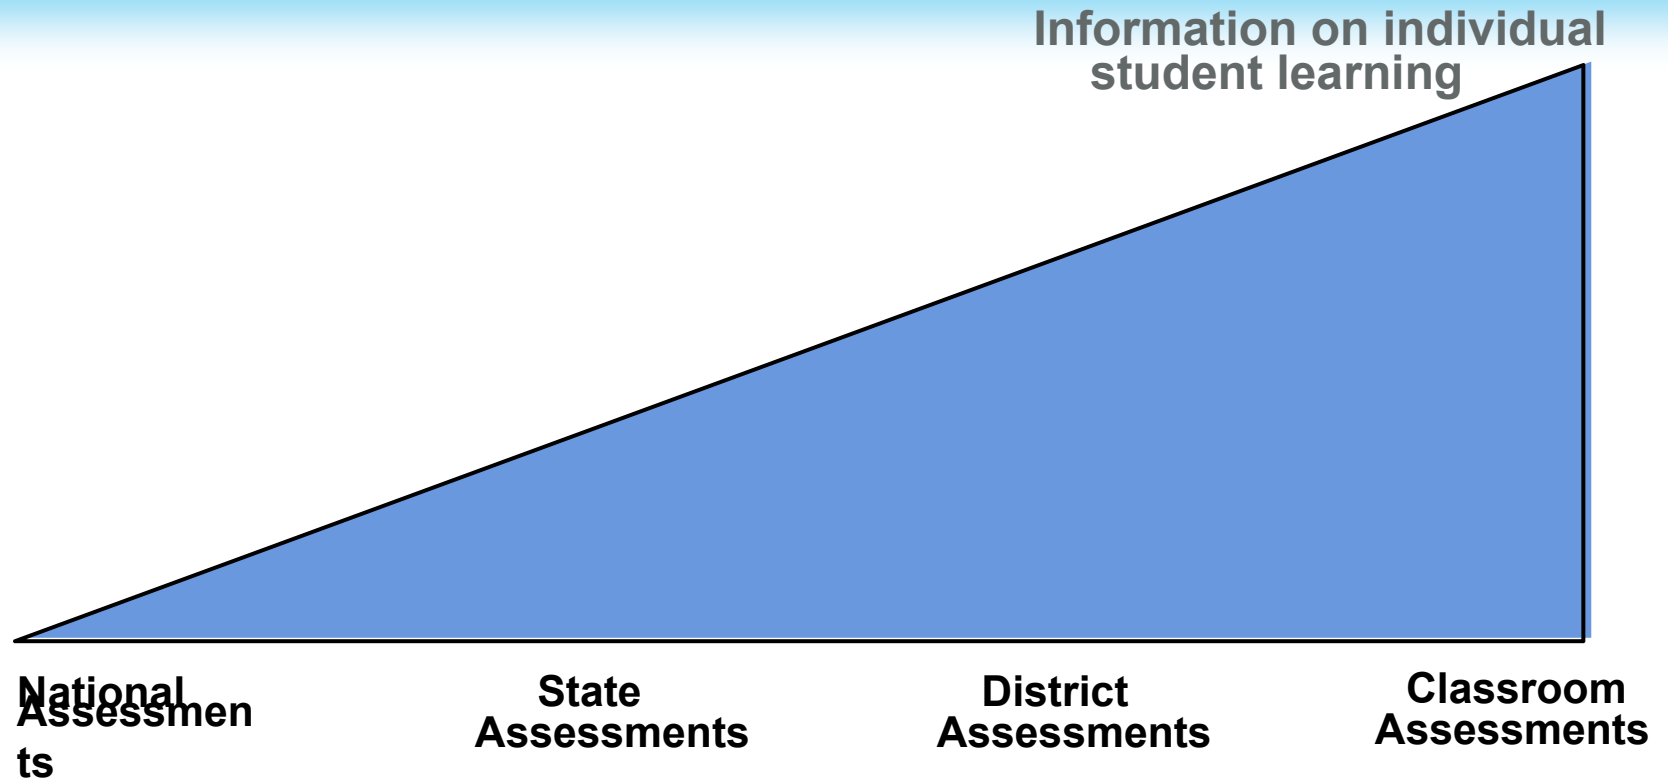 Information on individual
student learning
National
Assessmen
ts
State
Assessments
District
Assessments
Classroom
Assessments